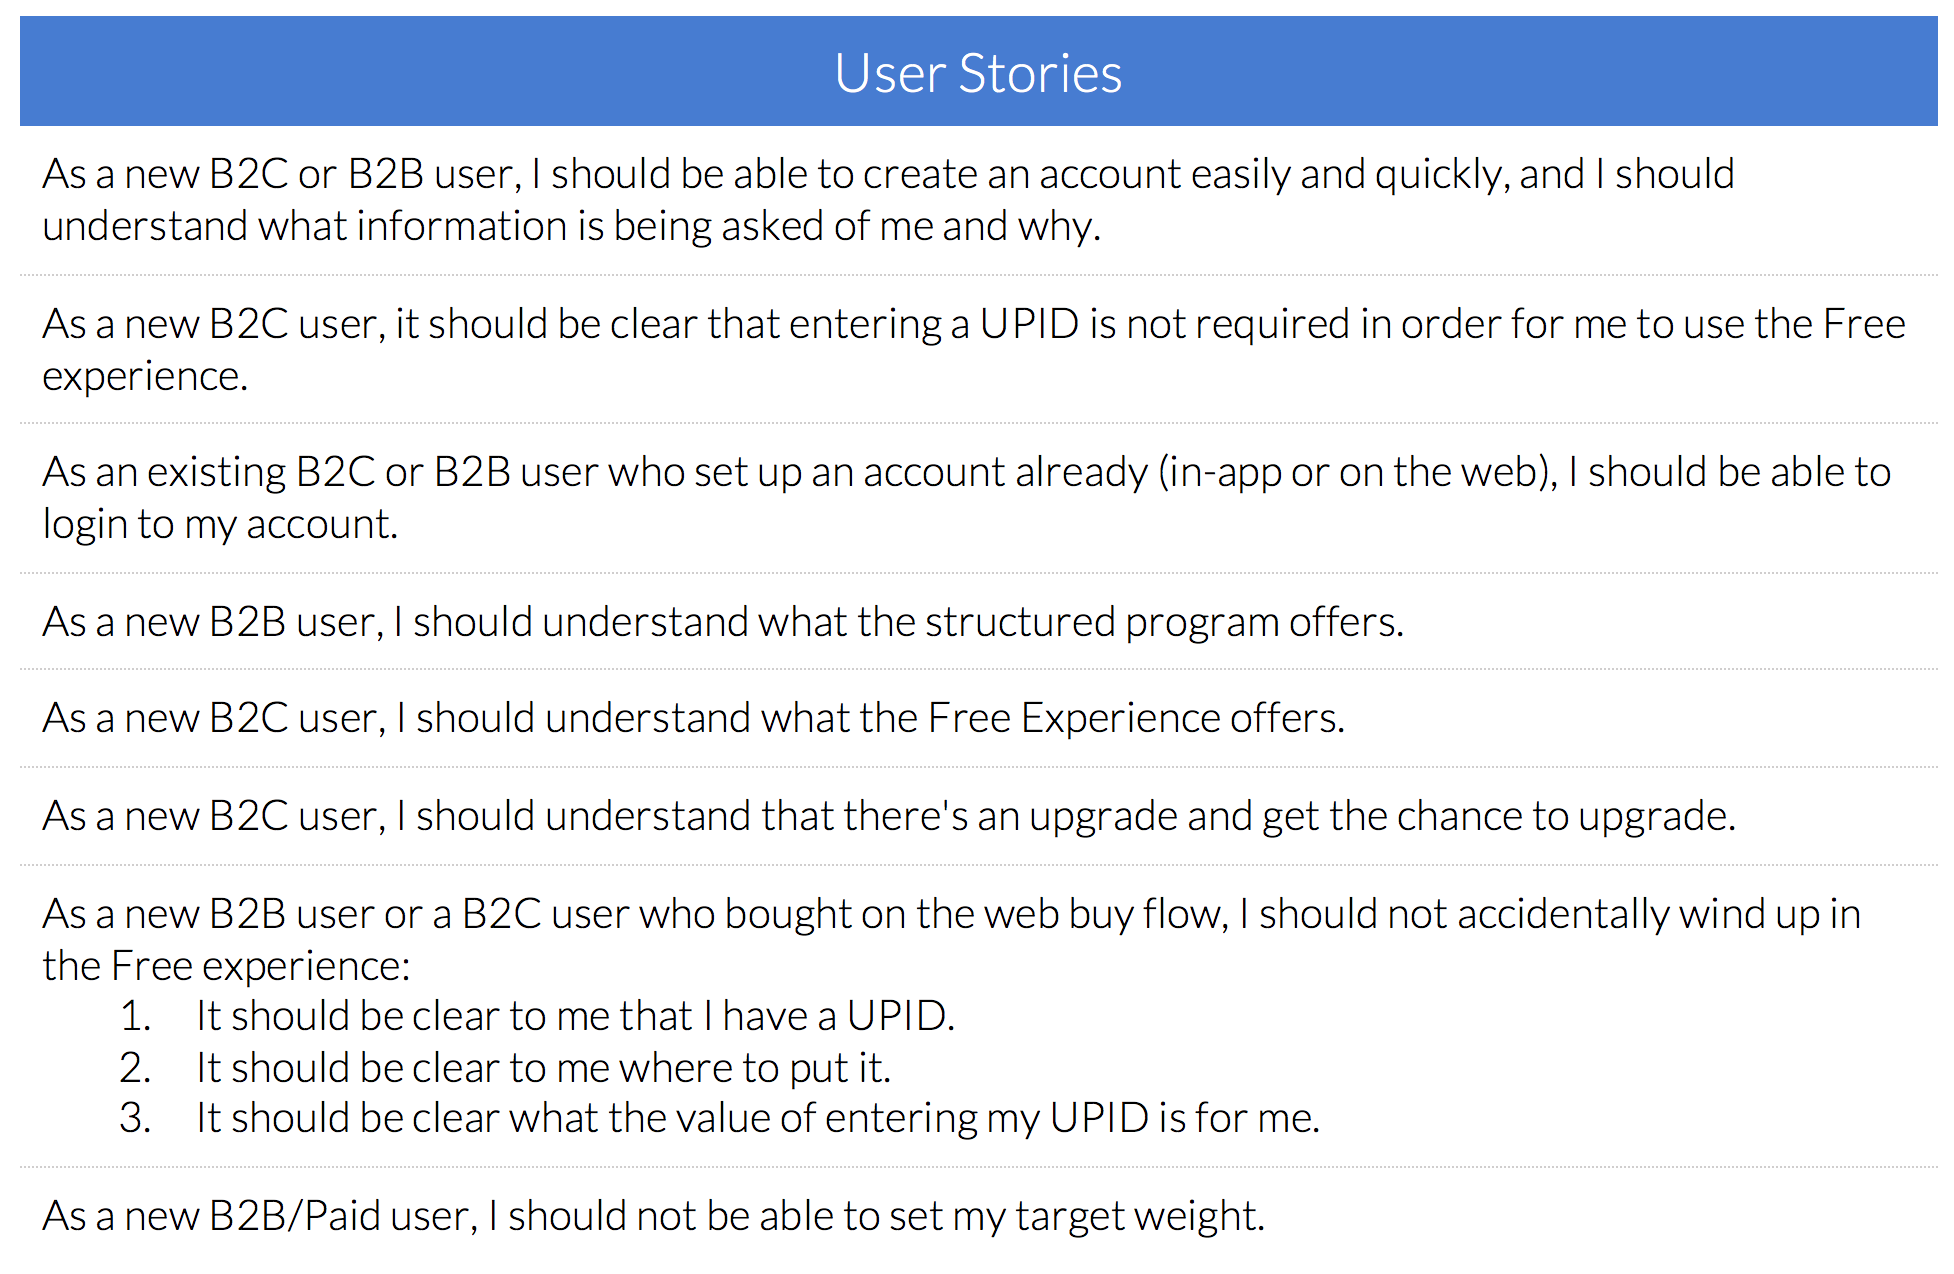 User Stories
As a new B2C or B2B user, I should be able to create an account easily and quickly, and I should
understand what information is being asked of me and why.
As a new B2C user, it should be clear that entering a UPID is not required in order for me to use the Free
experience.
As an existing B2C or B2B user who set up an account already (in-app or on the web), I should be able to
login to my account.
As a new B2B user, I should understand what the structured program offers.
As a new B2C user, I should understand what the Free Experience offers.
As a new B2C user, I should understand that there's an upgrade and get the chance to upgrade.
As a new B2B user or a B2C user who bought on the web buy flow, I should not accidentally wind up in
the Free experience:
1. It should be clear to me that I have a UPID.
2. It should be clear to me where to put it.
3. It should be clear what the value of entering my UPID is for me.
As a new B2B/Paid user, I should not be able to set my target weight.